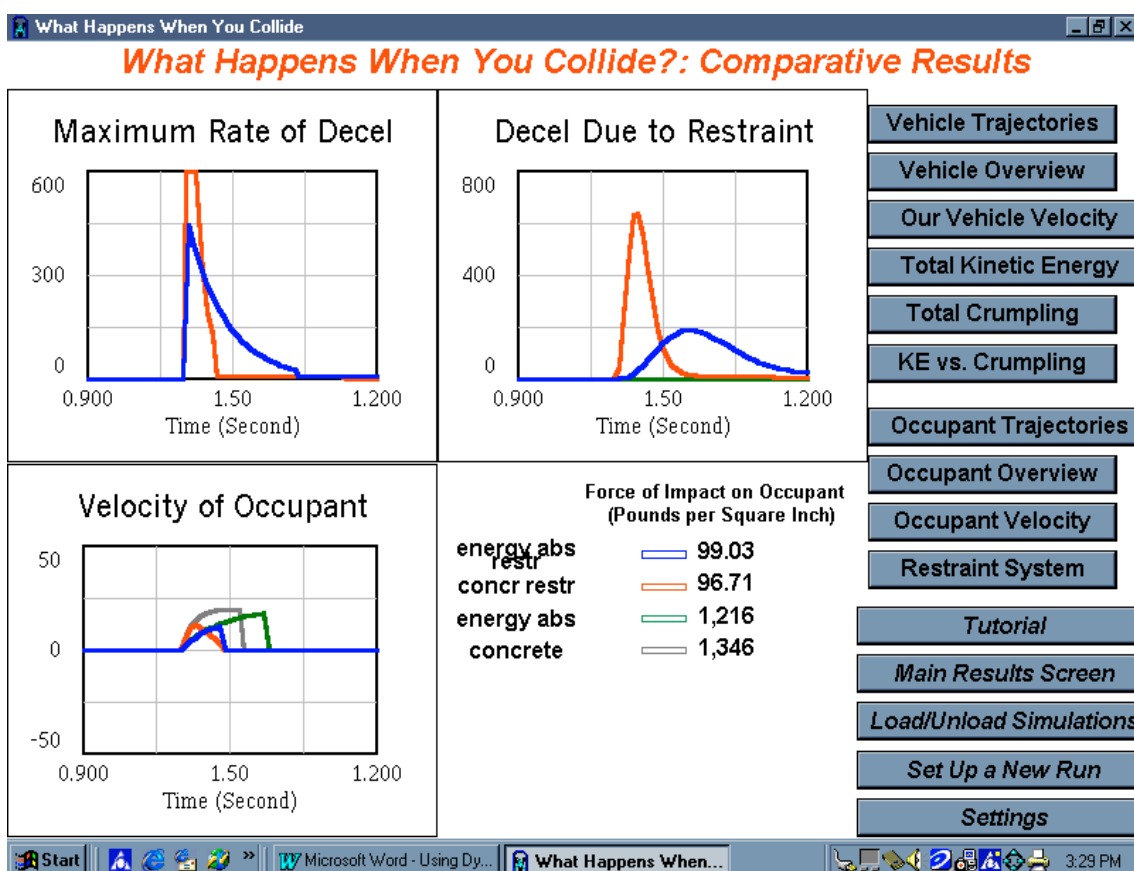 What Happens When You Collide
What Happens When You Collide?: Comparative Results
Maximum Rate of Decel
600
300
0
0.900 1.50 1.200
Time (Second)
Decel Due to Restraint
800
400
0
0.900 1.50 1.200
Time (Second)
Velocity of Occupant
50
0
-50
0.900 1.50 1.200
Time (Second)
Force of Impact on Occupant
(Pounds per Square Inch)
energy abs
restr 99.03
concr restr 96.71
energy abs 1,216
concrete 1,346
Vehicle Trajectories
Vehicle Overview
Our Vehicle Velocity
Total Kinetic Energy
Total Crumpling
KE vs. Crumpling
Occupant Trajectories
Occupant Overview
Occupant Velocity
Restraint System
Tutorial
Main Results Screen
Load/Unload Simulations
Set Up a New Run
Settings
Start » Microsoft Word - Using Dy... What Happens When... 3:29 PM